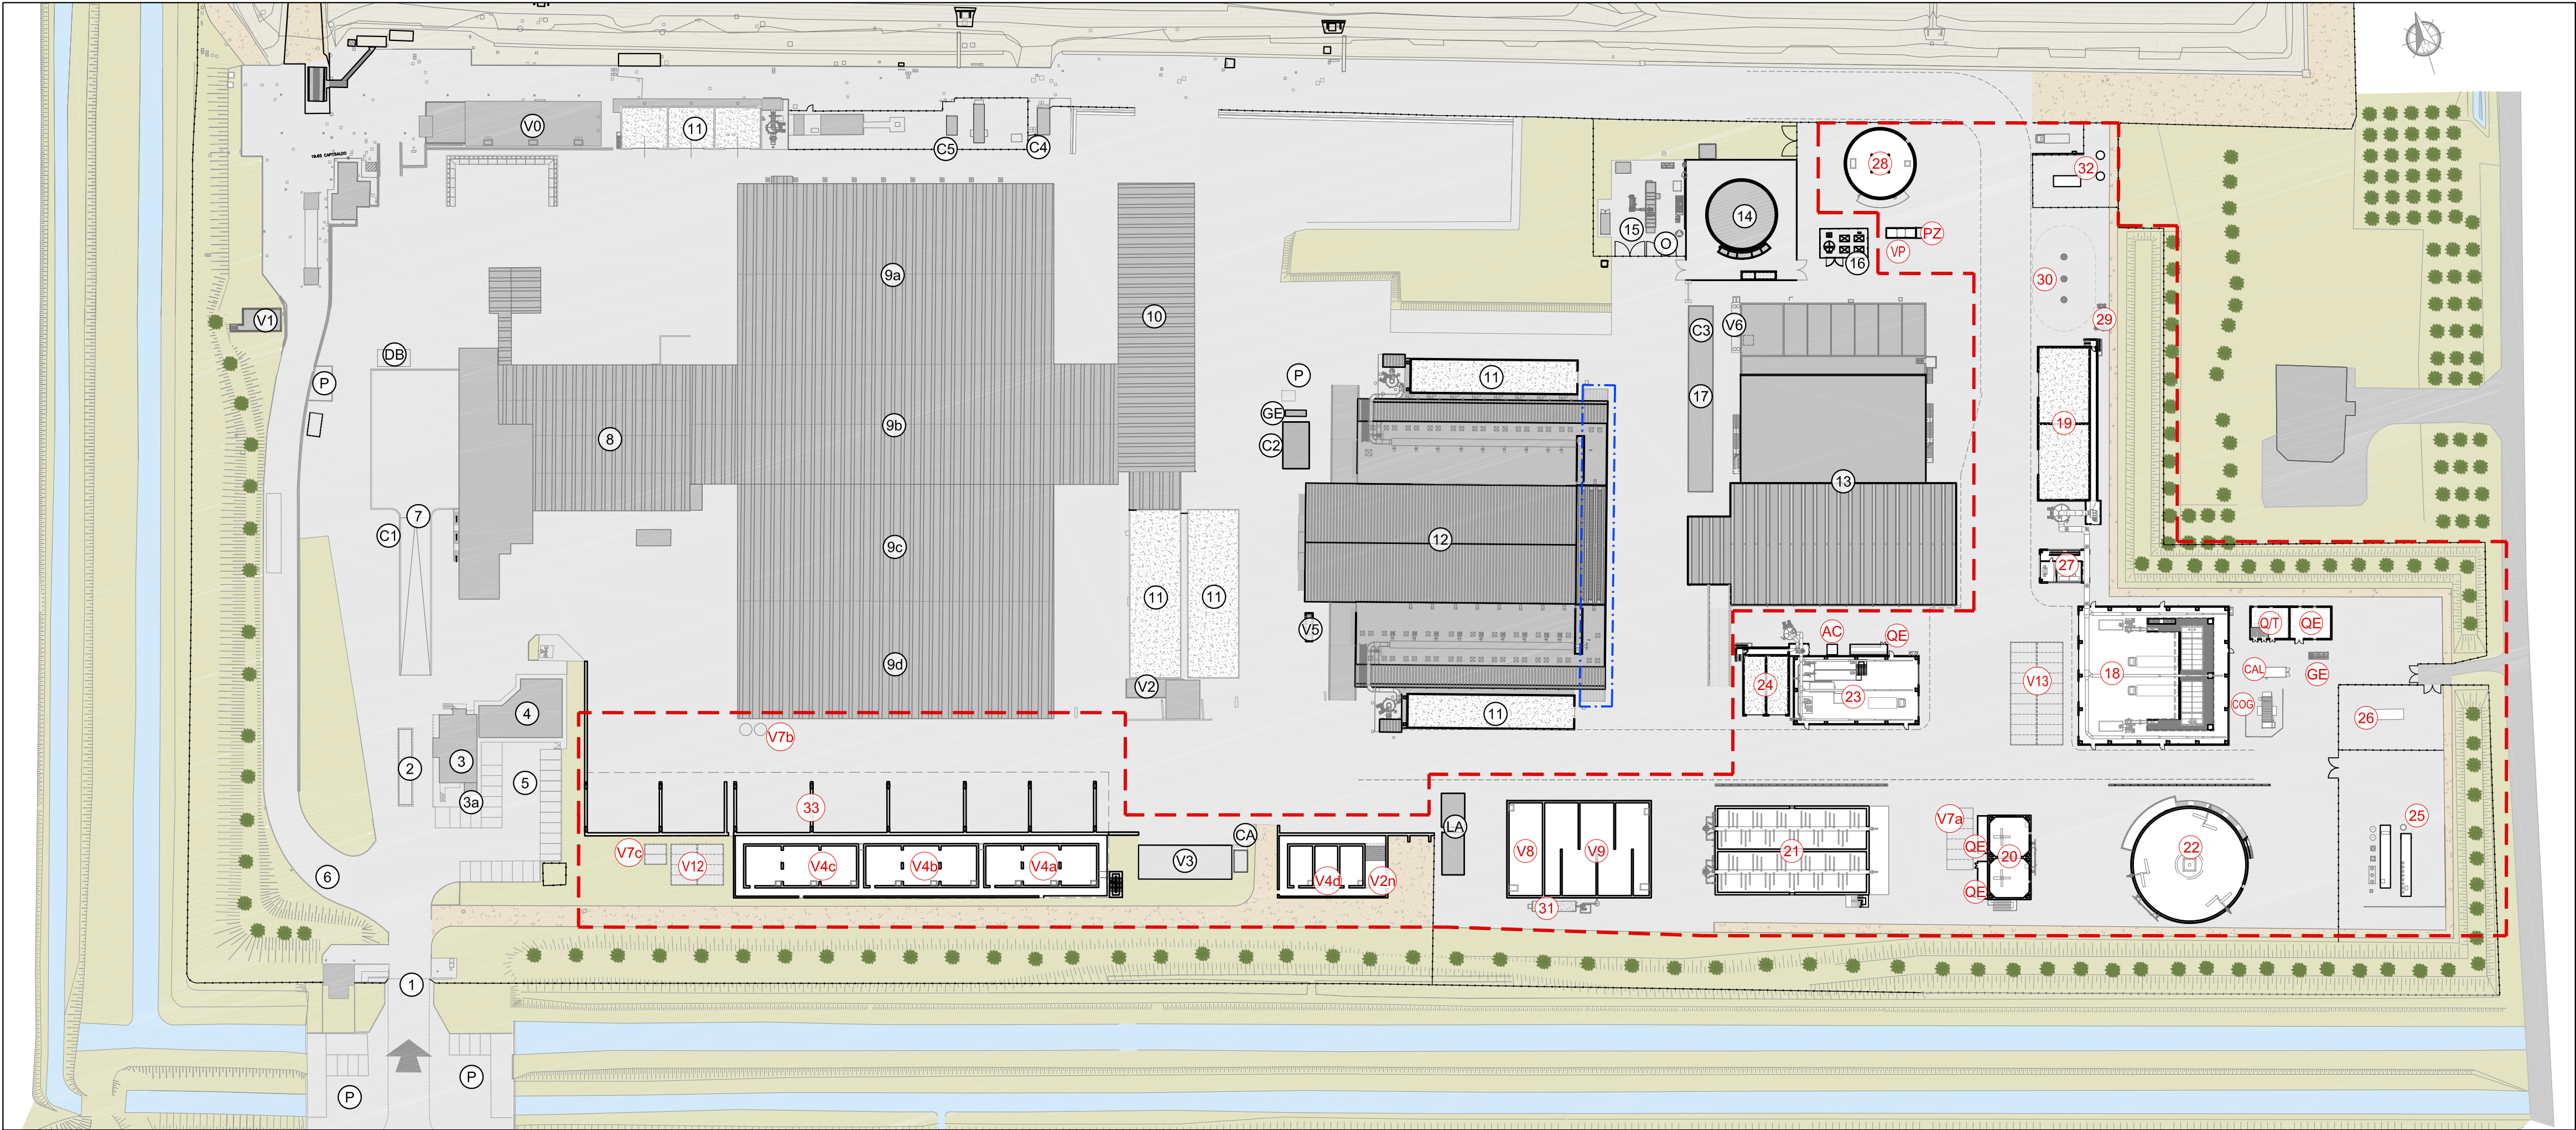 V0
11
C5
C4
28
32
19.85 CAPOSALDO
14
15
O
PZ
VP
16
9a
30
V1
10
C3
V6
29
DB
P
P
11
17
GE
C2
19
8
9b
13
7
C1
12
9c
27
11
11
V5
AC
QE
Q/T
QE
9d
V2
24
23
V13
18
CAL
GE
COG
4
26
V7b
3
2
5
3a
33
CA
LA
V7a
25
V7c
V12
V4c
V4b
V4a
V3
V4d
V2n
V8
V9
21
QE
20
22
6
QE
31
11
1
P
P